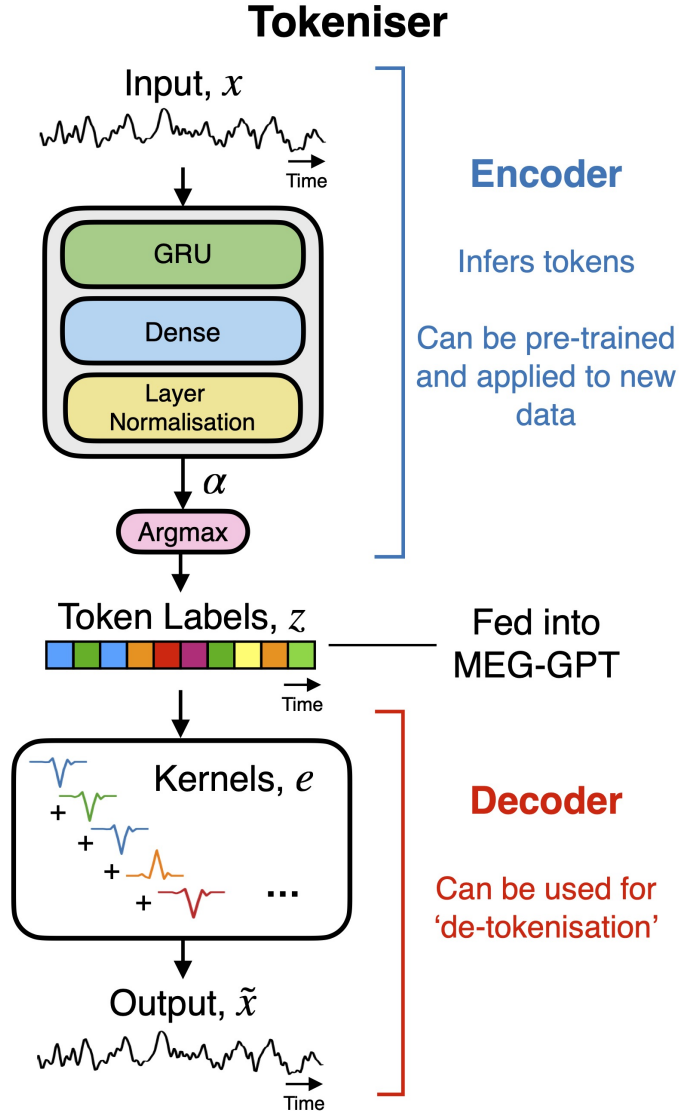 Tokeniser
Input, x
Time
GRU
Dense
Layer
Normalisation
α
Argmax
Encoder
Infers tokens
Can be pre-trained
and applied to new
data
Token Labels, z
Time
Fed into
MEG-GPT
Kernels, e
+
+
+
+
...
Decoder
Can be used for
‘de-tokenisation’
Output, x̃
Time